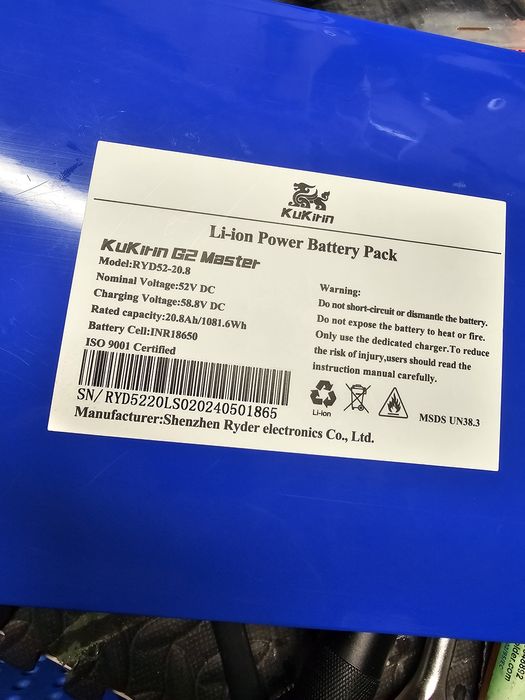 KuKirin
Li-ion Power Battery Pack
KuKirin G2 Master
Model:RYD52-20.8
Nominal Voltage:52V DC
Charging Voltage:58.8V DC
Rated capacity:20.8Ah/1081.6Wh
Battery Cell:INR18650
ISO 9001 Certified
SN/RYD5220LS020240501865
Manufacturer:Shenzhen Ryder electronics Co., Ltd.
Warning:
Do not short-circuit or dismantle the battery.
Do not expose the battery to heat or fire.
Only use the dedicated charger.To reduce
the risk of injury,users should read the
instruction manual carefully.
Li-ion
MSDS UN38.3